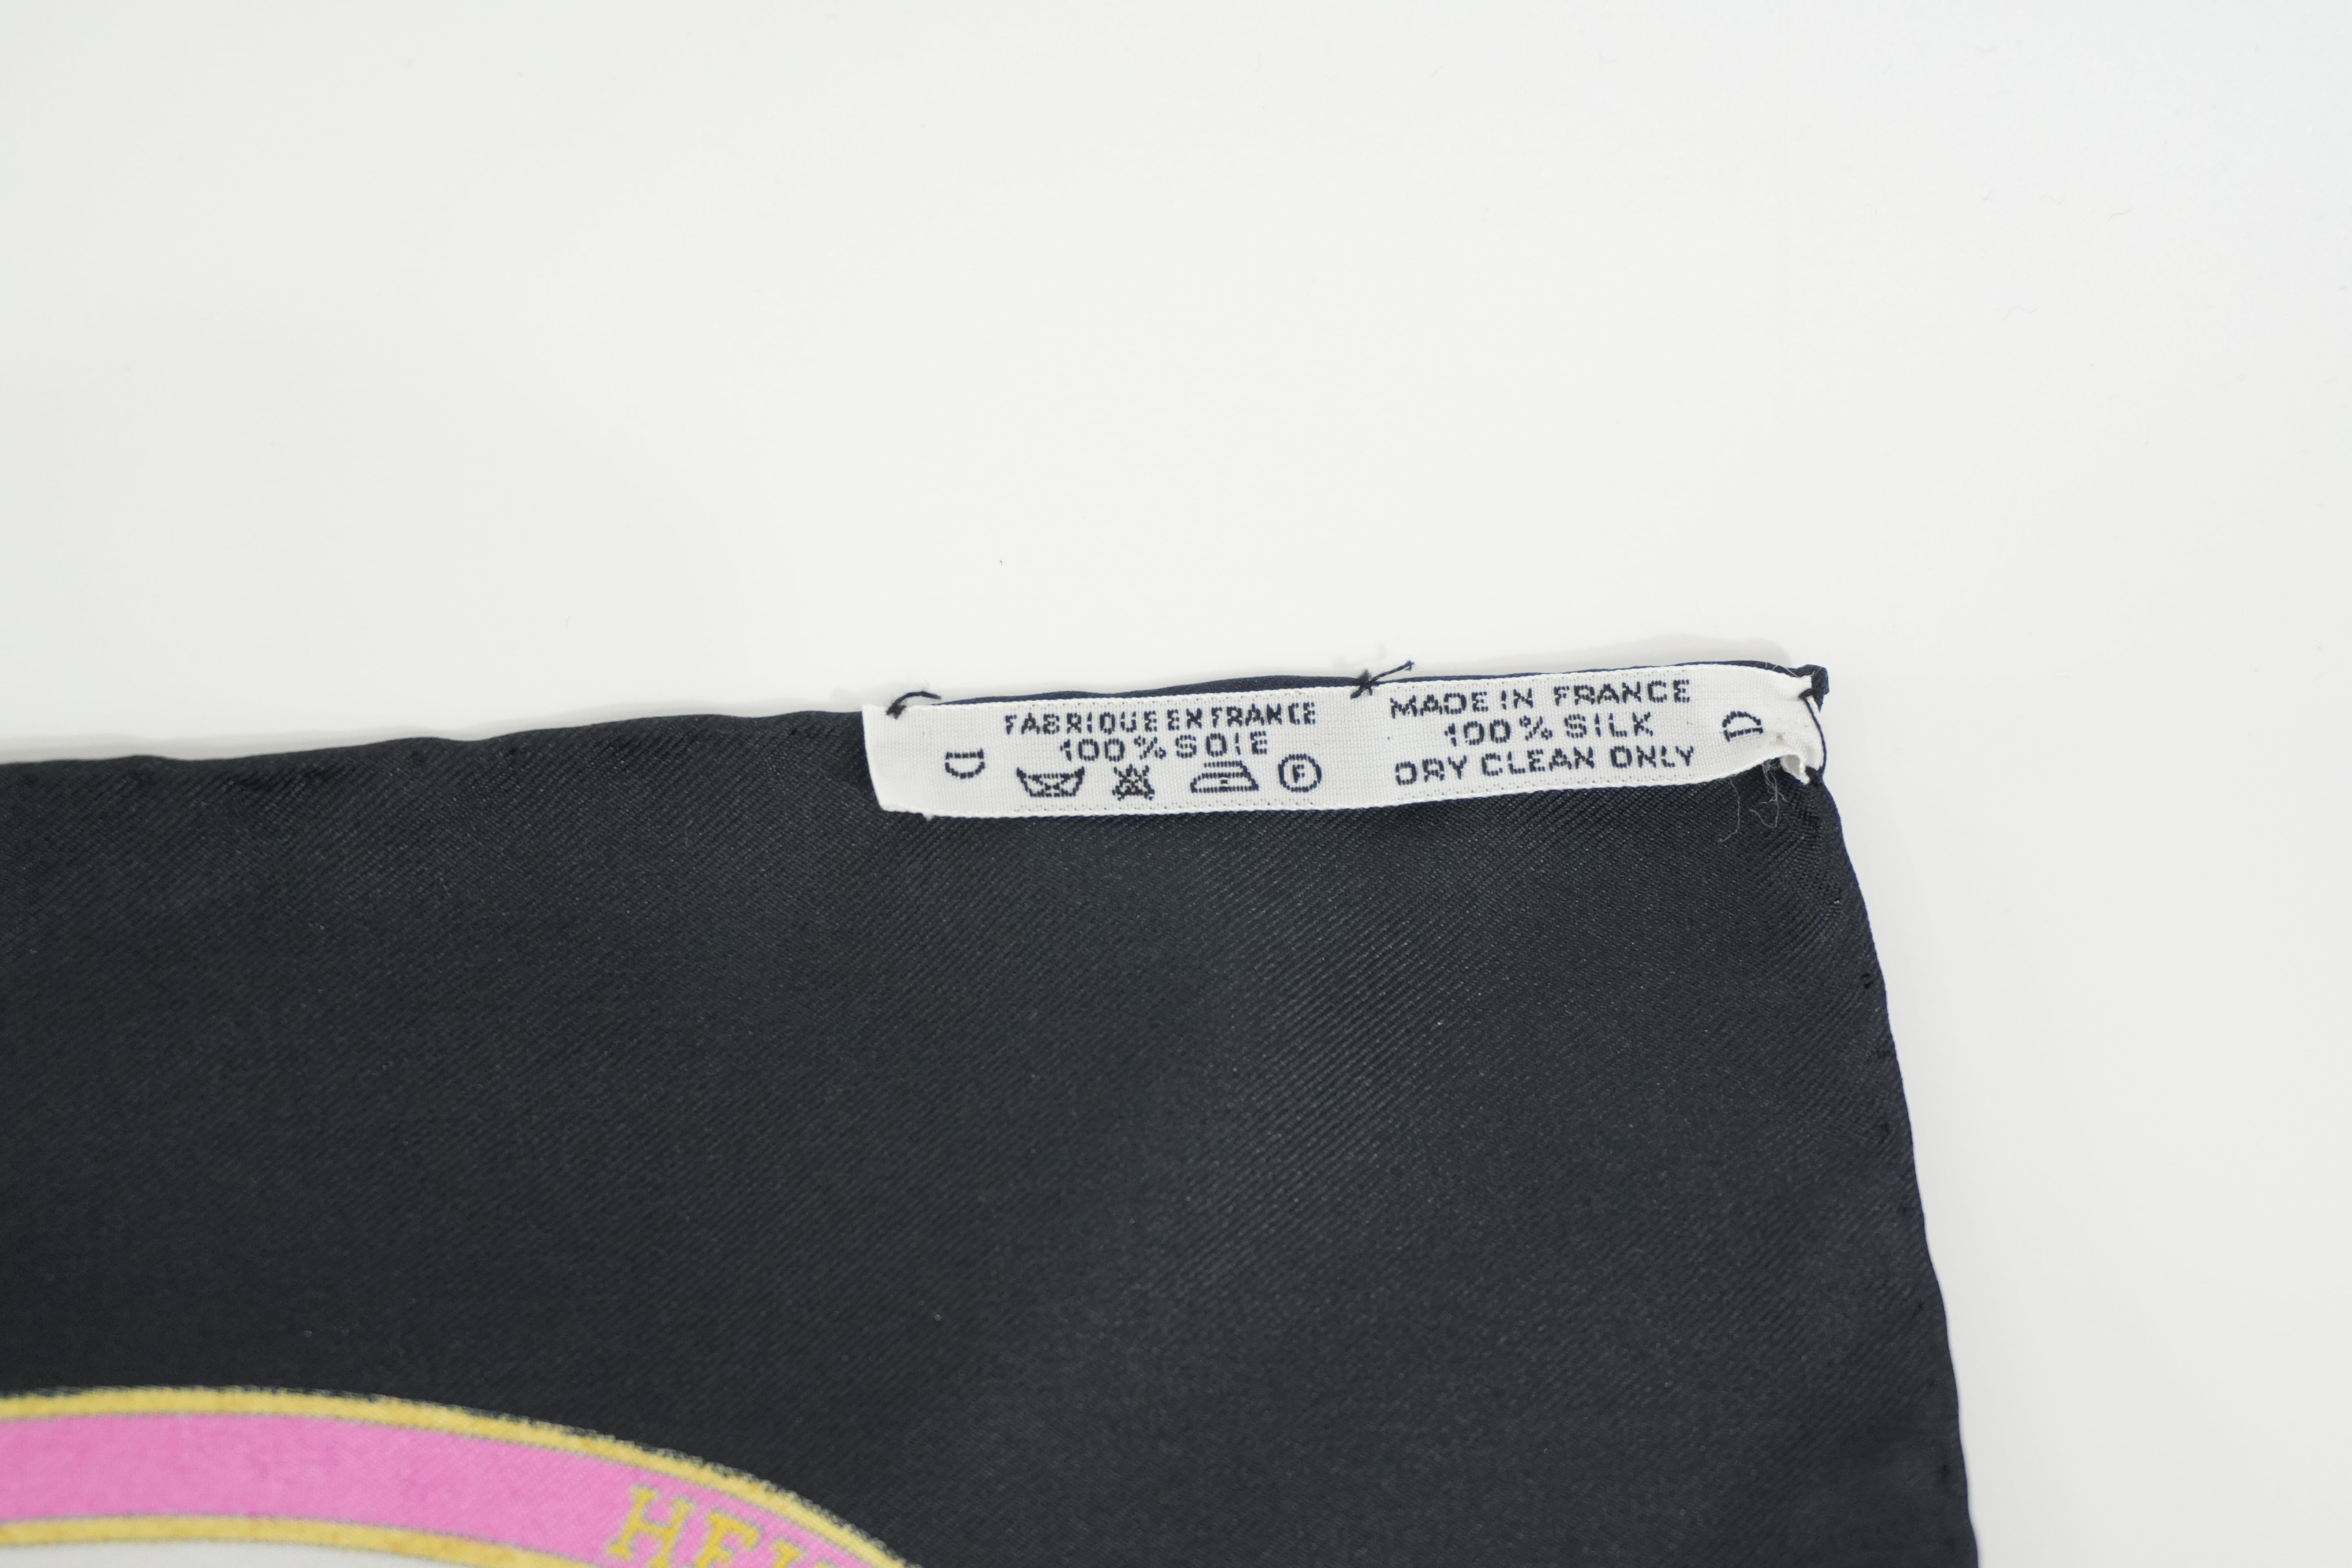 D
FABRIQUE EN FRANCE
100% SOIE
F
MADE IN FRANCE
100% SILK
DRY CLEAN ONLY
D